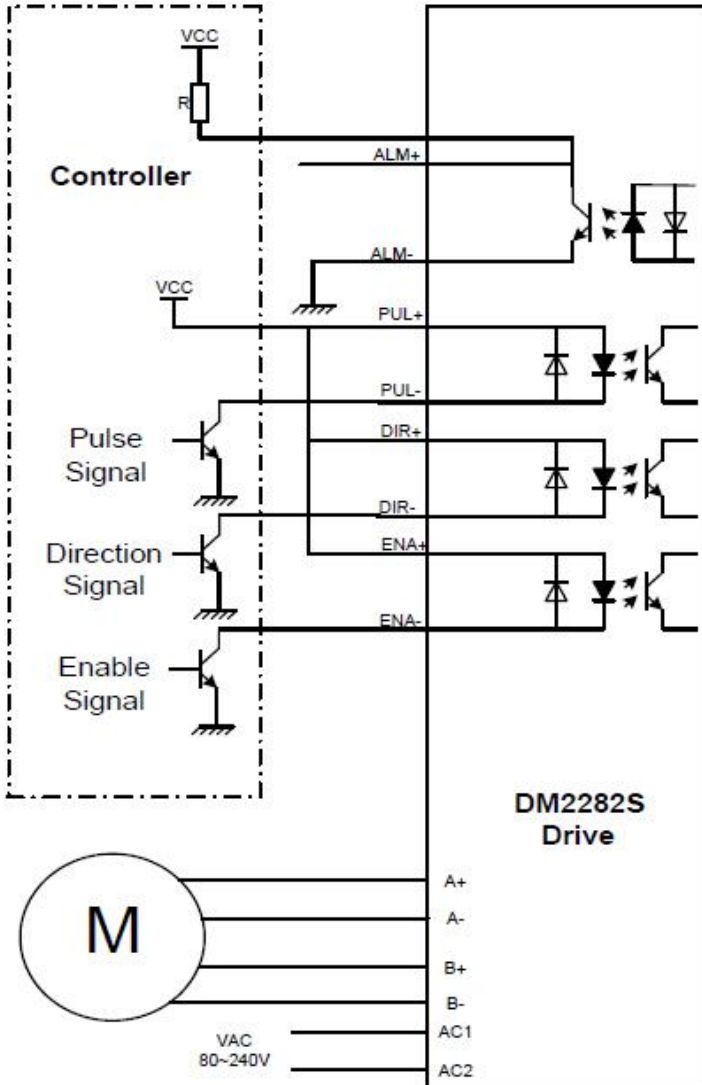 VCC
R
ALM+
Controller
ALM-
VCC
PUL+
PUL-
Pulse
Signal
DIR+
DIR-
Direction
Signal
ENA+
ENA-
Enable
Signal
DM2282S
Drive
M
A+
A-
B+
B-
VAC
80~240V
AC1
AC2